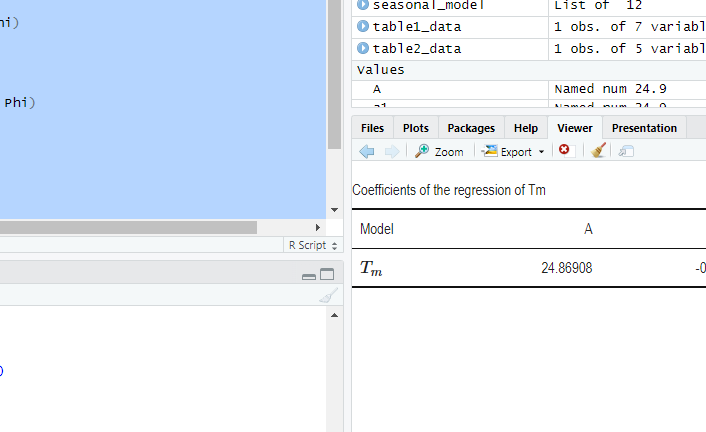 hi)
Phi)
R Script
)
seasonal_model List of 12
table1_data 1 obs. of 7 variabl
table2_data 1 obs. of 5 variabl
Values
A Named num 24.9
a1 Named num 24.9
Files Plots Packages Help Viewer Presentation
Zoom Export
Coefficients of the regression of Tm
Model A
Tm 24.86908 -0